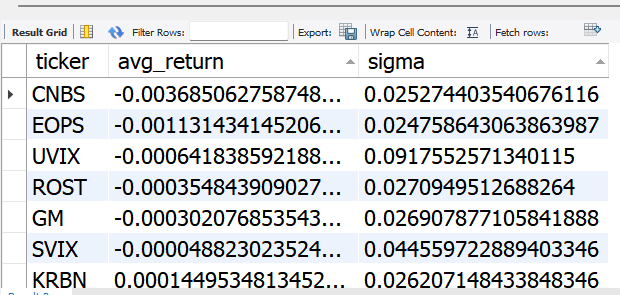 Result Grid Filter Rows: Export: Wrap Cell Content: Fetch rows:
ticker avg_return sigma
CNBS -0.003685062758748... 0.025274403540676116
EOPS -0.001131434145206... 0.024758643063863987
UVIX -0.000641838592188... 0.0917552571340115
ROST -0.000354843909027... 0.0270949512688264
GM -0.000302076853543... 0.026907877105841888
SVIX -0.000048823023524... 0.044559722889403346
KRBN 0.0001449534813452... 0.026207148433848346